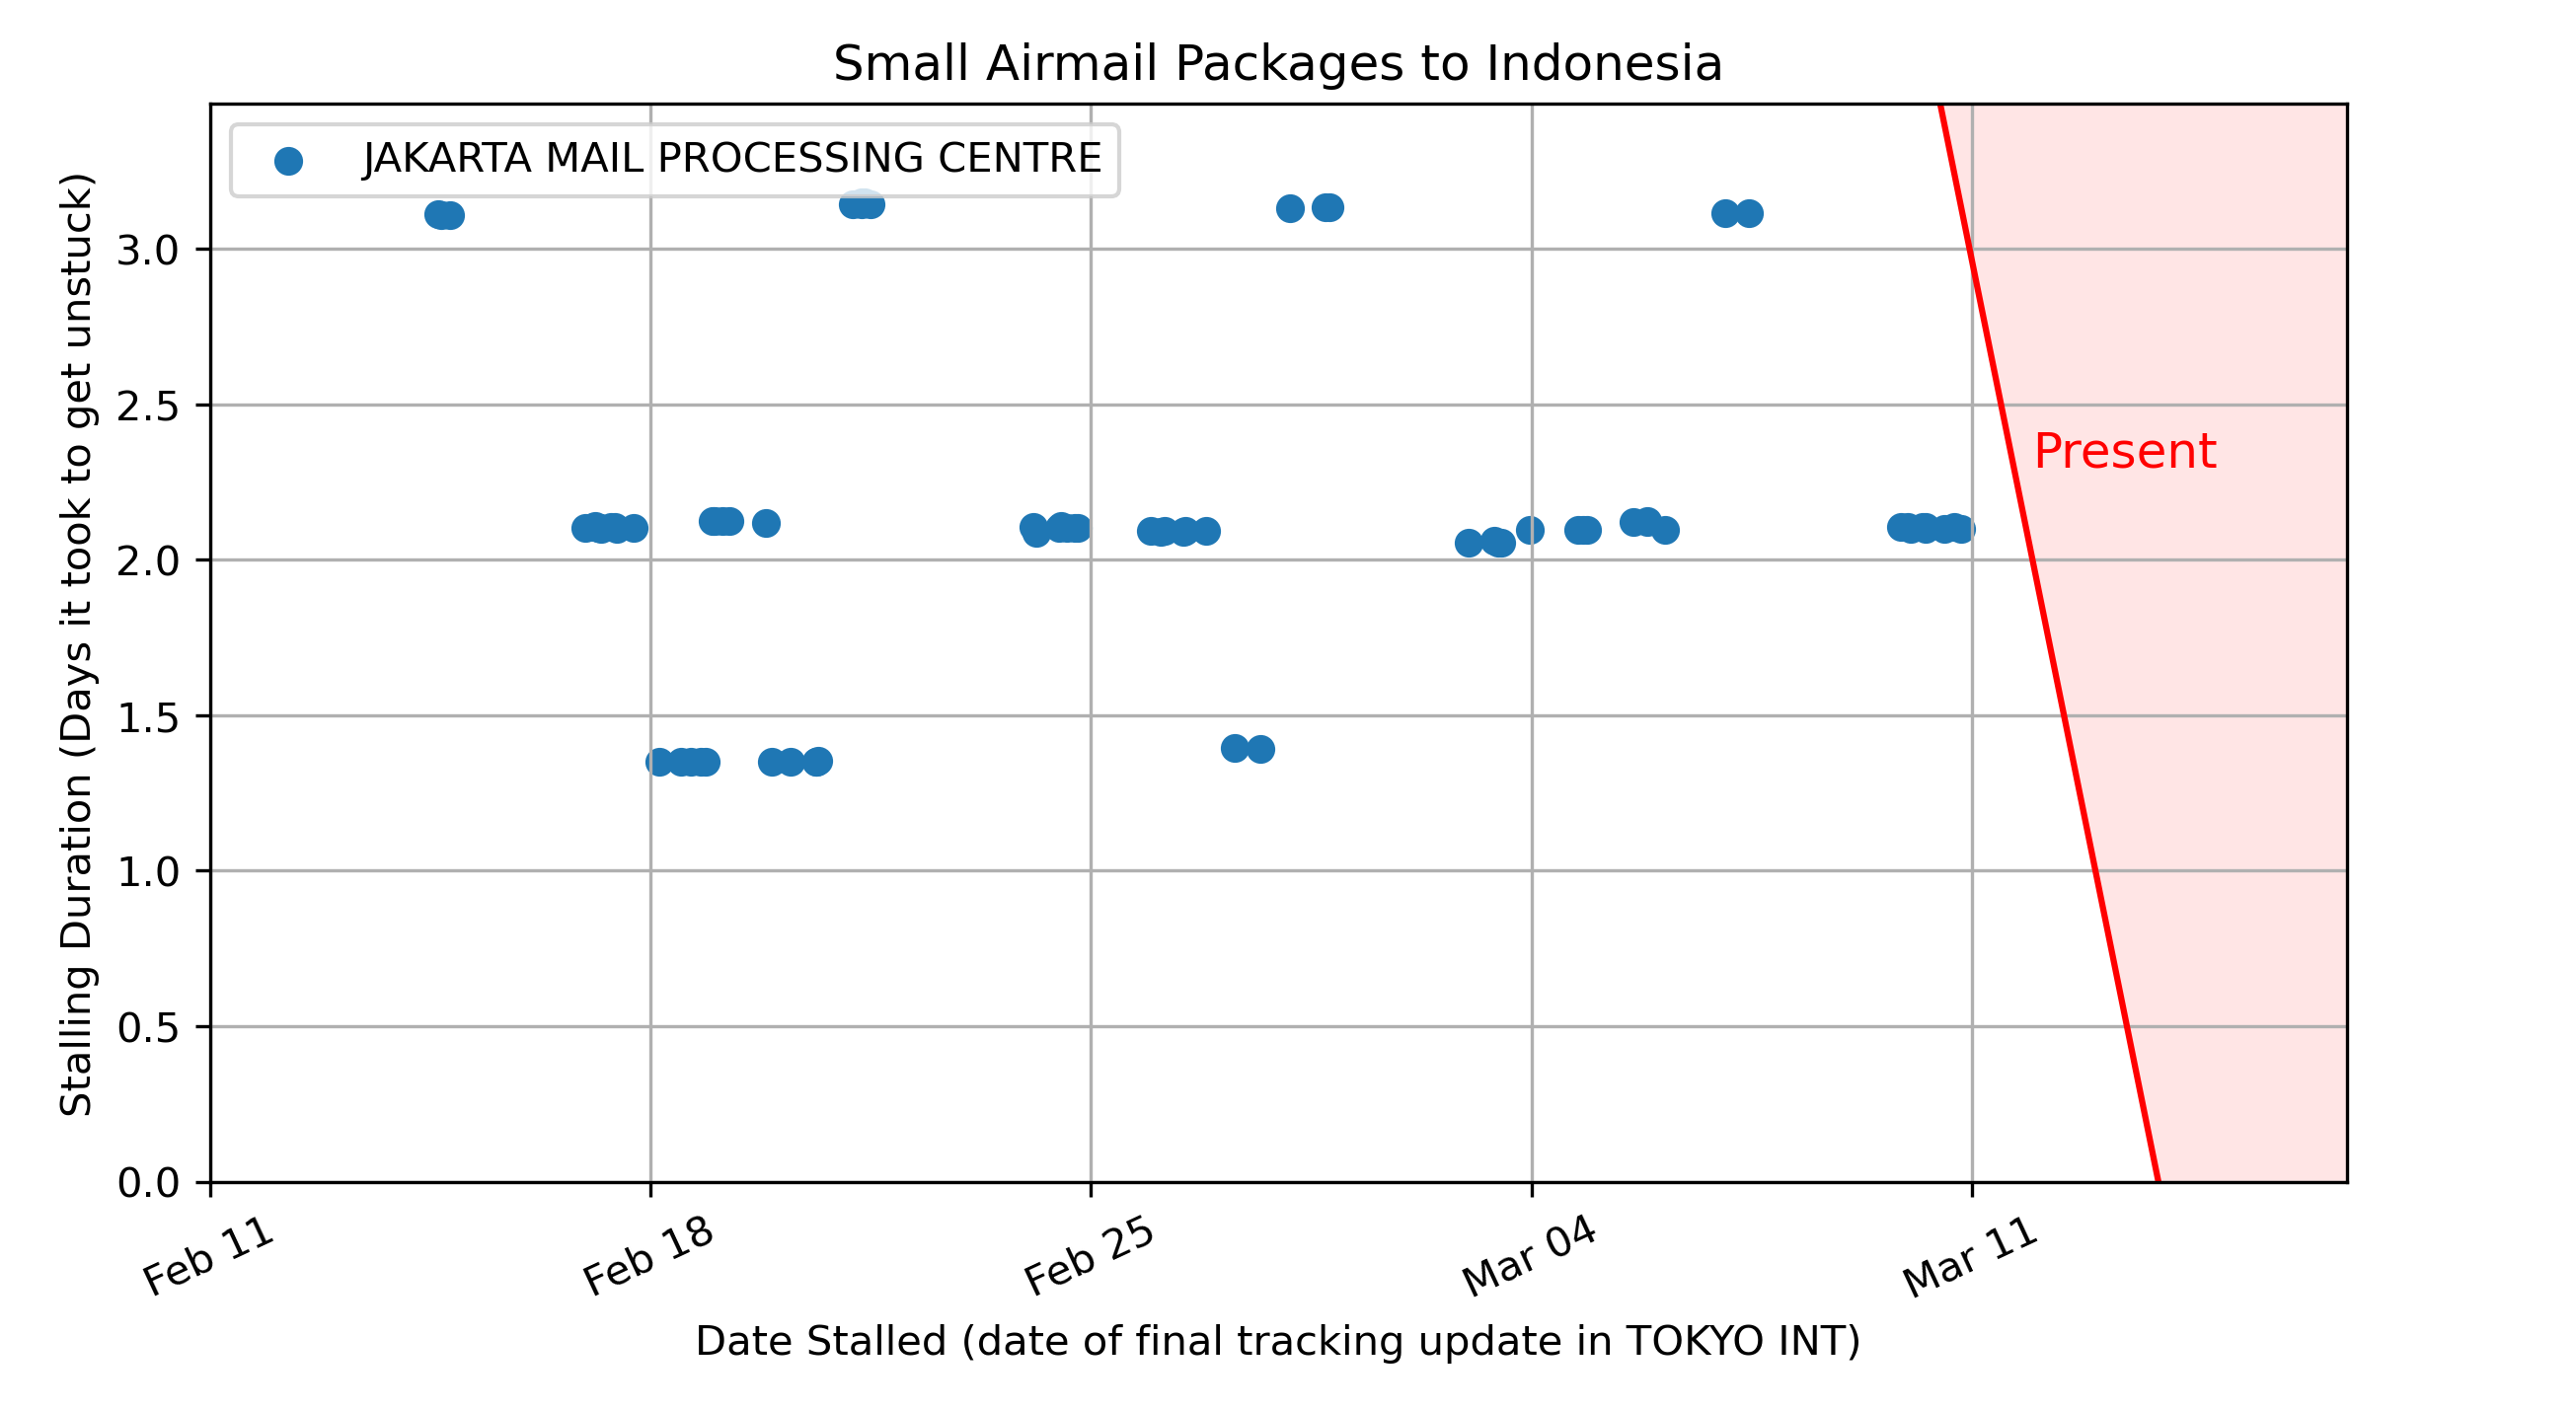 Small Airmail Packages to Indonesia
JAKARTA MAIL PROCESSING CENTRE
Stalling Duration (Days it took to get unstuck)
3.0
2.5
2.0
1.5
1.0
0.5
0.0
Present
Feb 11
Feb 18
Feb 25
Mar 04
Mar 11
Date Stalled (date of final tracking update in TOKYO INT)